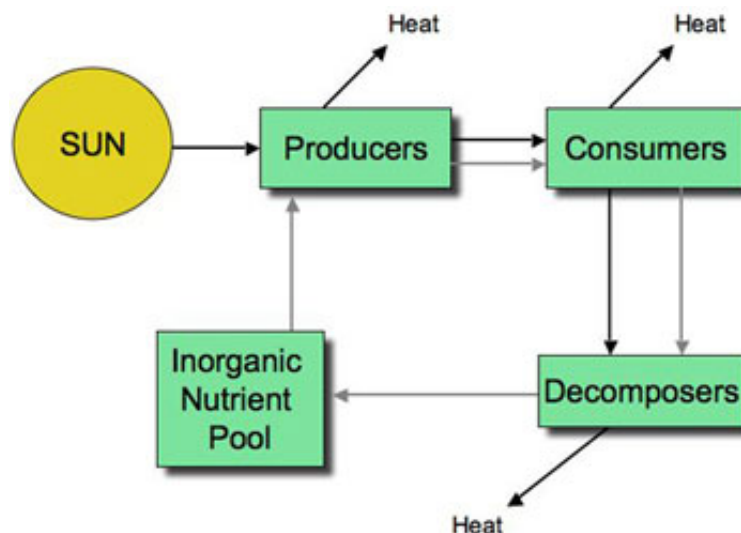 Heat
Heat
SUN
Producers
Consumers
Inorganic
Nutrient
Pool
Decomposers
Heat